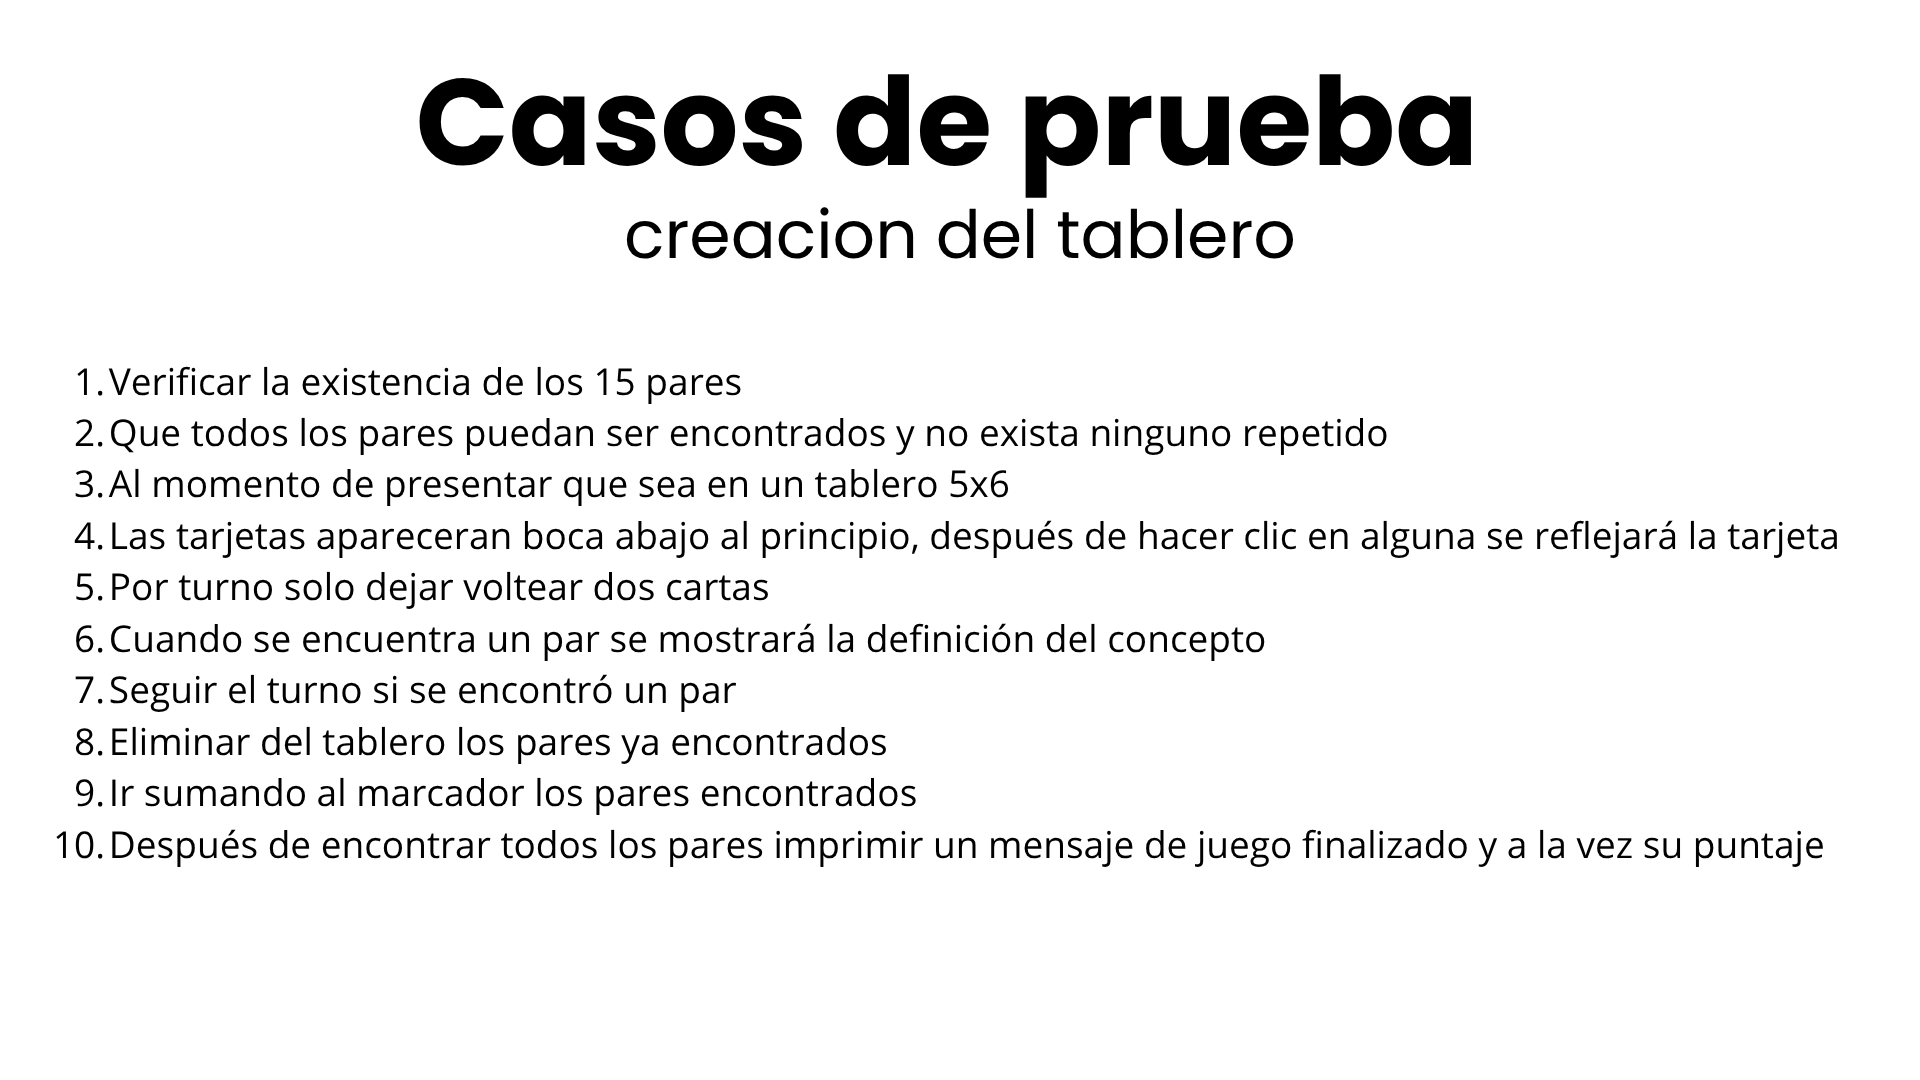 Casos de prueba
creacion del tablero
1. Verificar la existencia de los 15 pares
2. Que todos los pares puedan ser encontrados y no exista ninguno repetido
3. Al momento de presentar que sea en un tablero 5x6
4. Las tarjetas apareceran boca abajo al principio, después de hacer clic en alguna se reflejará la tarjeta
5. Por turno solo dejar voltear dos cartas
6. Cuando se encuentra un par se mostrará la definición del concepto
7. Seguir el turno si se encontró un par
8. Eliminar del tablero los pares ya encontrados
9. Ir sumando al marcador los pares encontrados
10. Después de encontrar todos los pares imprimir un mensaje de juego finalizado y a la vez su puntaje